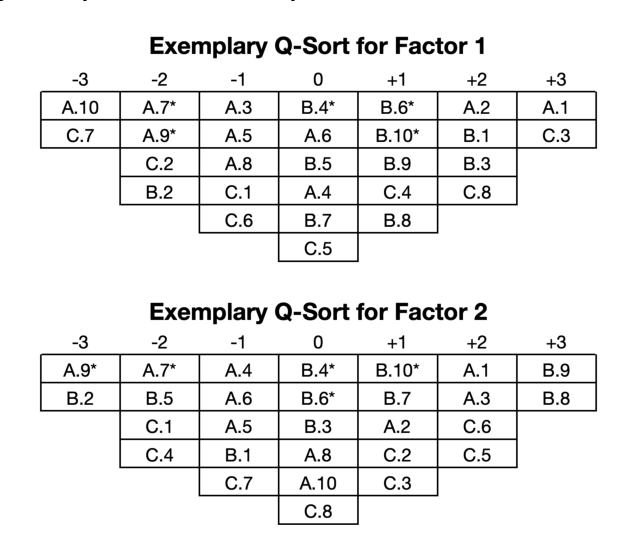 Exemplary Q-Sort for Factor 1
-3 -2 -1 0 +1 +2 +3
A.10 A.7* A.3 B.4* B.6* A.2 A.1
C.7 A.9* A.5 A.6 B.10* B.1 C.3
C.2 A.8 B.5 B.9 B.3
B.2 C.1 A.4 C.4 C.8
C.6 B.7 B.8
C.5
Exemplary Q-Sort for Factor 2
-3 -2 -1 0 +1 +2 +3
A.9* A.7* A.4 B.4* B.10* A.1 B.9
B.2 B.5 A.6 B.6* B.7 A.3 B.8
C.1 A.5 B.3 A.2 C.6
C.4 B.1 A.8 C.2 C.5
C.7 A.10 C.3
C.8